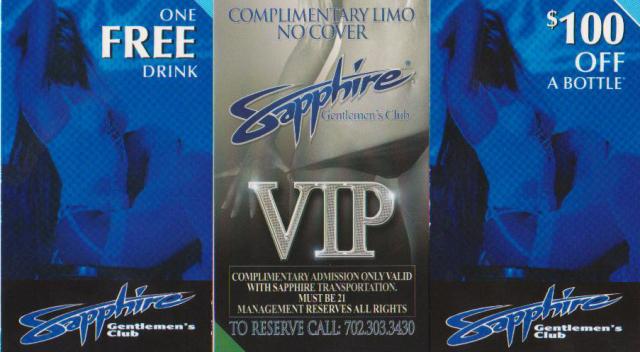 ONE
FREE
DRINK
Sapphire
Gentlemen's
Club
COMPLIMENTARY LIMO
NO COVER
Sapphire®
Gentlemen's Club
VIP
COMPLIMENTARY ADMISSION ONLY VALID
WITH SAPPHIRE TRANSPORTATION.
MUST BE 21
MANAGEMENT RESERVES ALL RIGHTS
TO RESERVE CALL: 702.303.3430
$100
OFF
A BOTTLE
Sapphire
Gentlemen's
Club